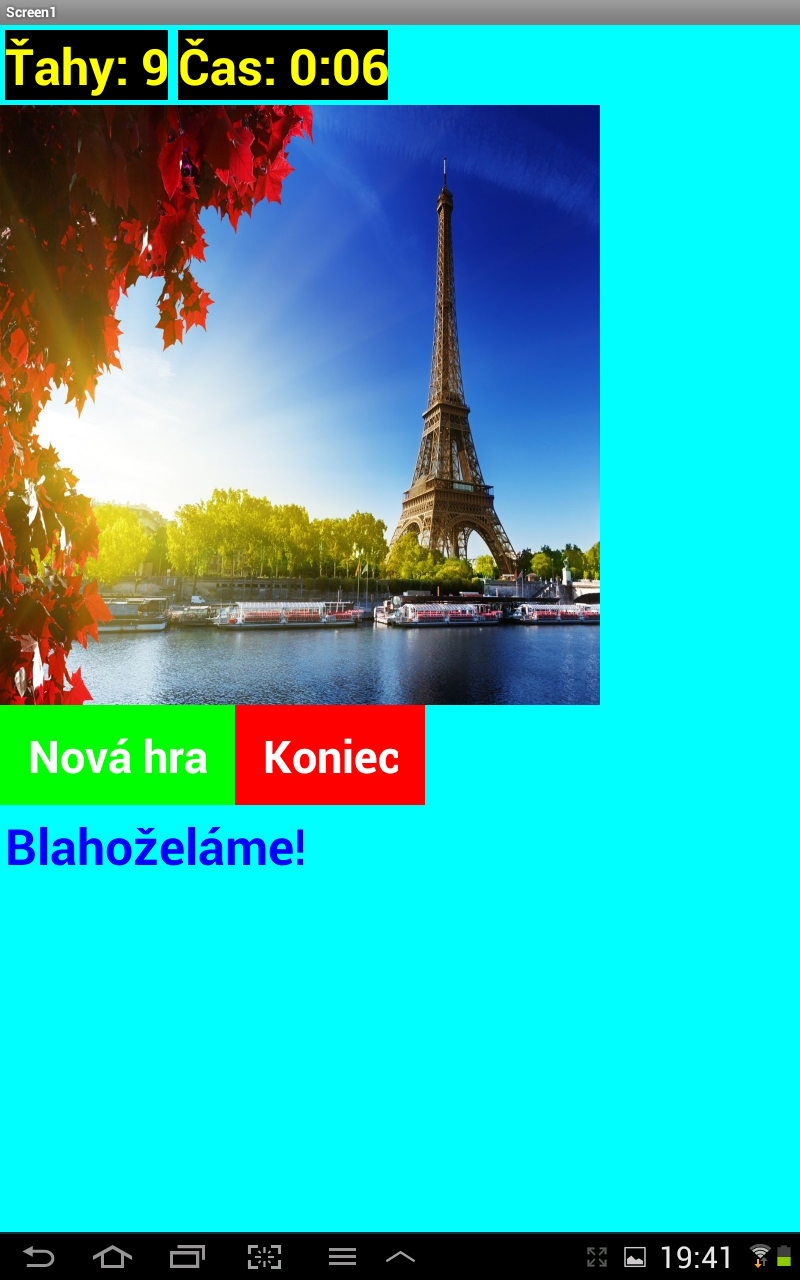 Screen1
Ťahy: 9 Čas: 0:06
Nová hra Koniec
Blahoželáme!
19:41